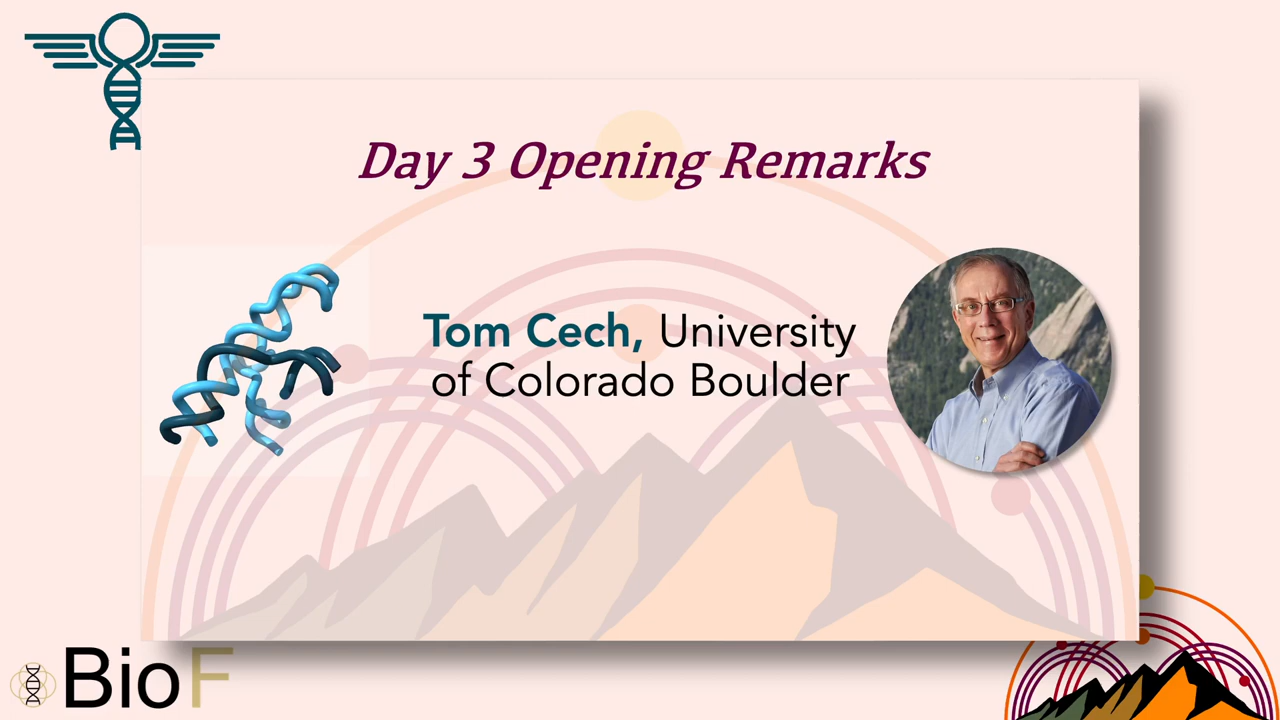 Day 3 Opening Remarks
Tom Cech, University
of Colorado Boulder
BioF